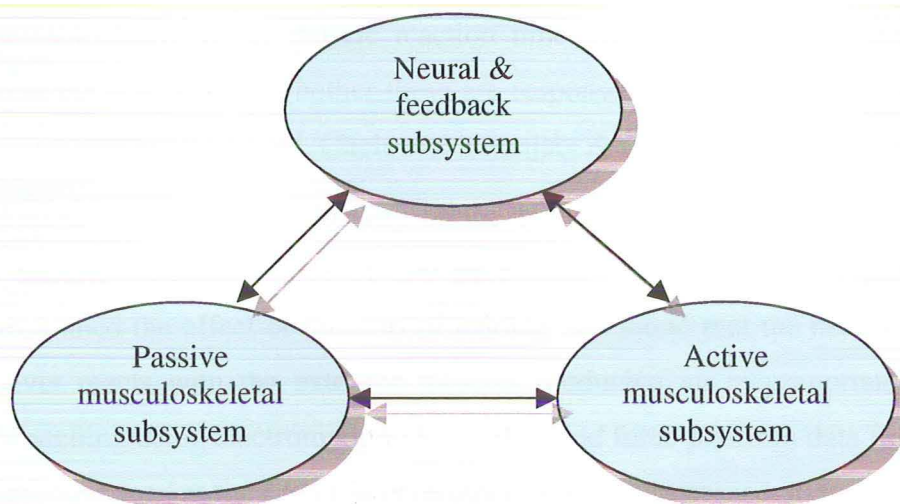 Neural &
feedback
subsystem
Passive
musculoskeletal
subsystem
Active
musculoskeletal
subsystem